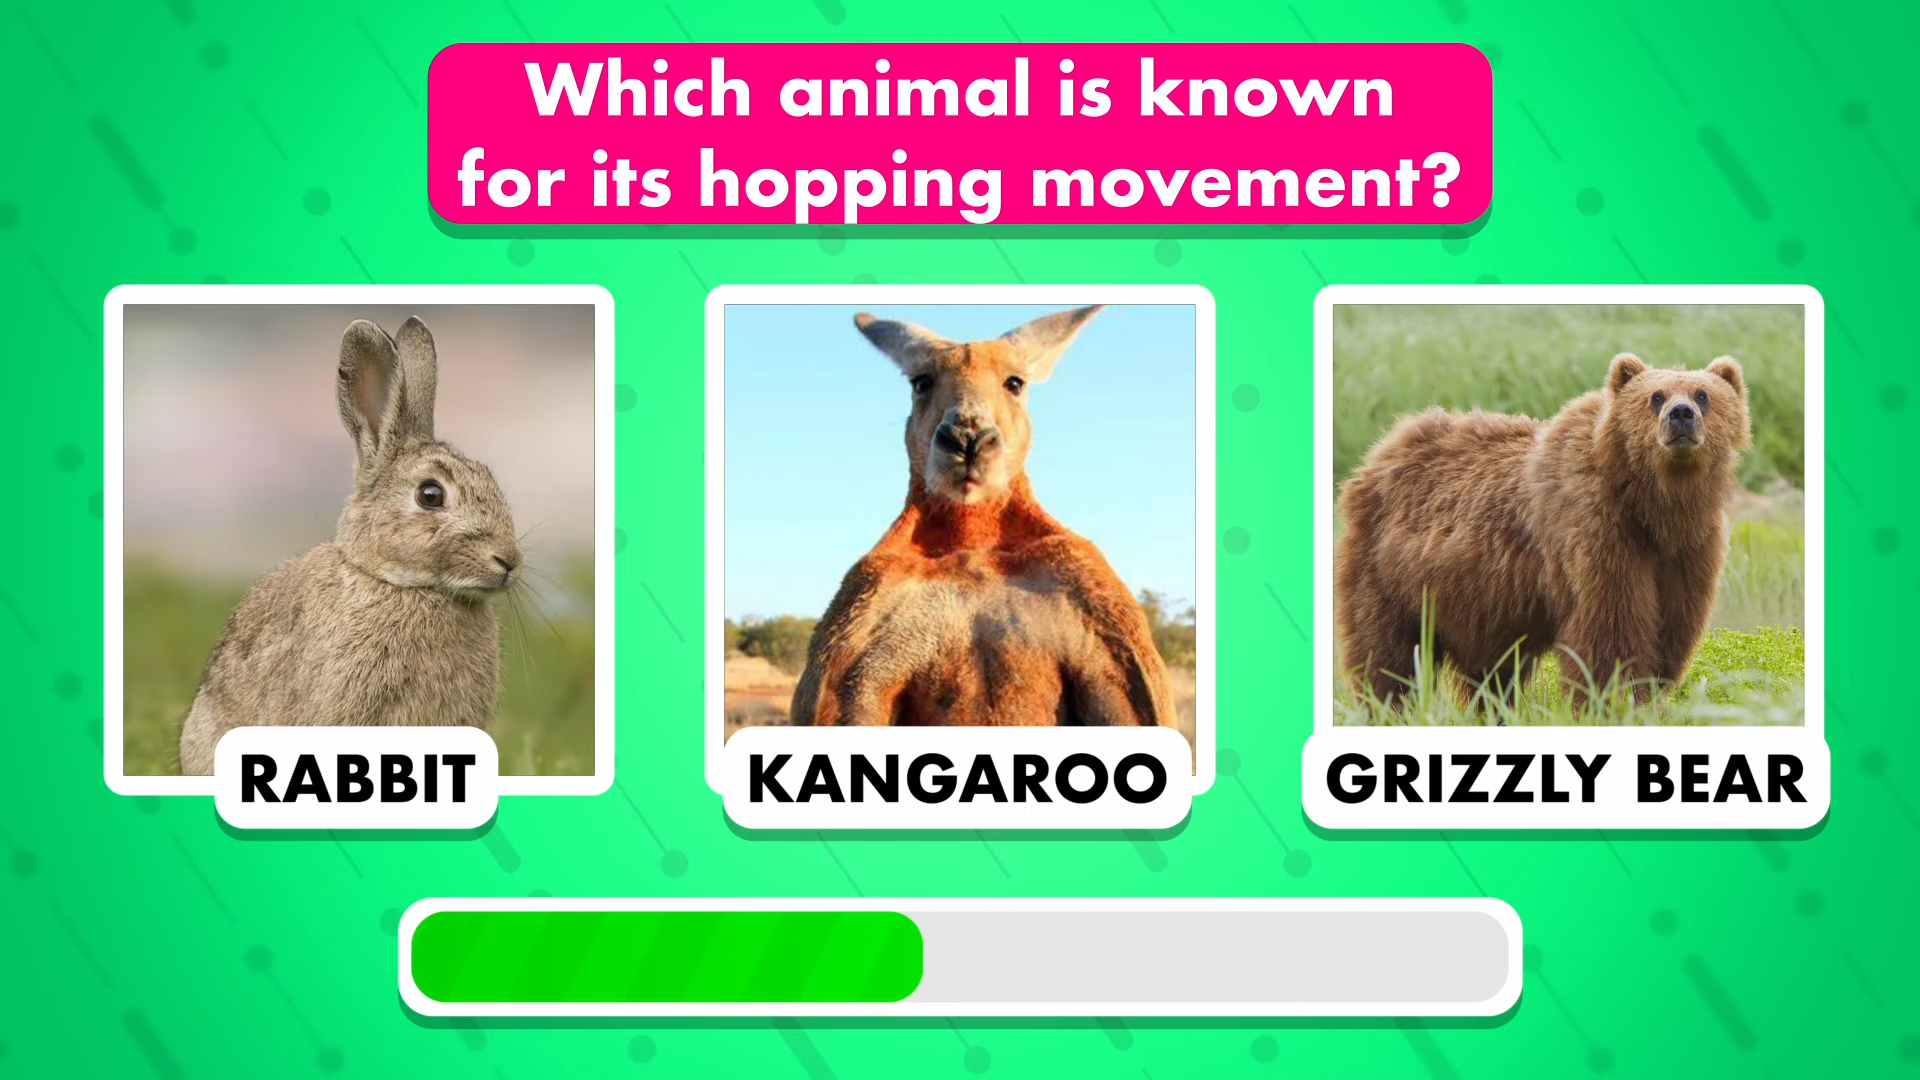 Which animal is known
for its hopping movement?
RABBIT
KANGAROO
GRIZZLY BEAR